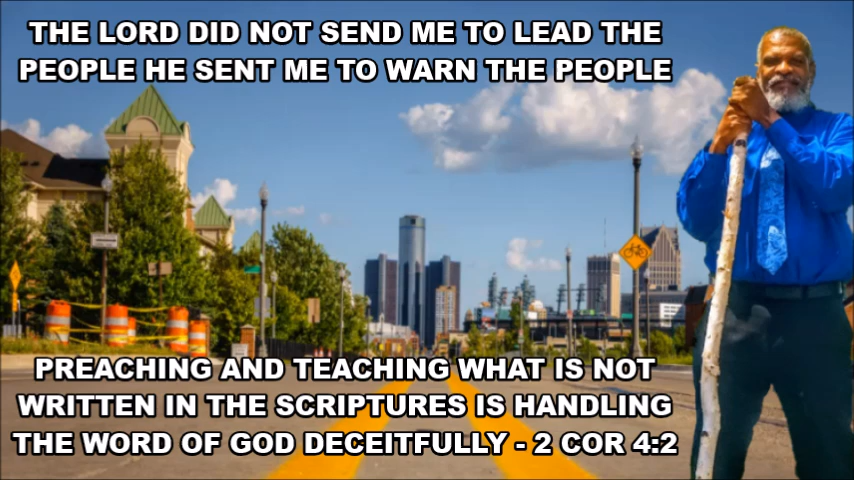 THE LORD DID NOT SEND ME TO LEAD THE
PEOPLE HE SENT ME TO WARN THE PEOPLE
PREACHING AND TEACHING WHAT IS NOT
WRITTEN IN THE SCRIPTURES IS HANDLING
THE WORD OF GOD DECEITFULLY - 2 COR 4:2